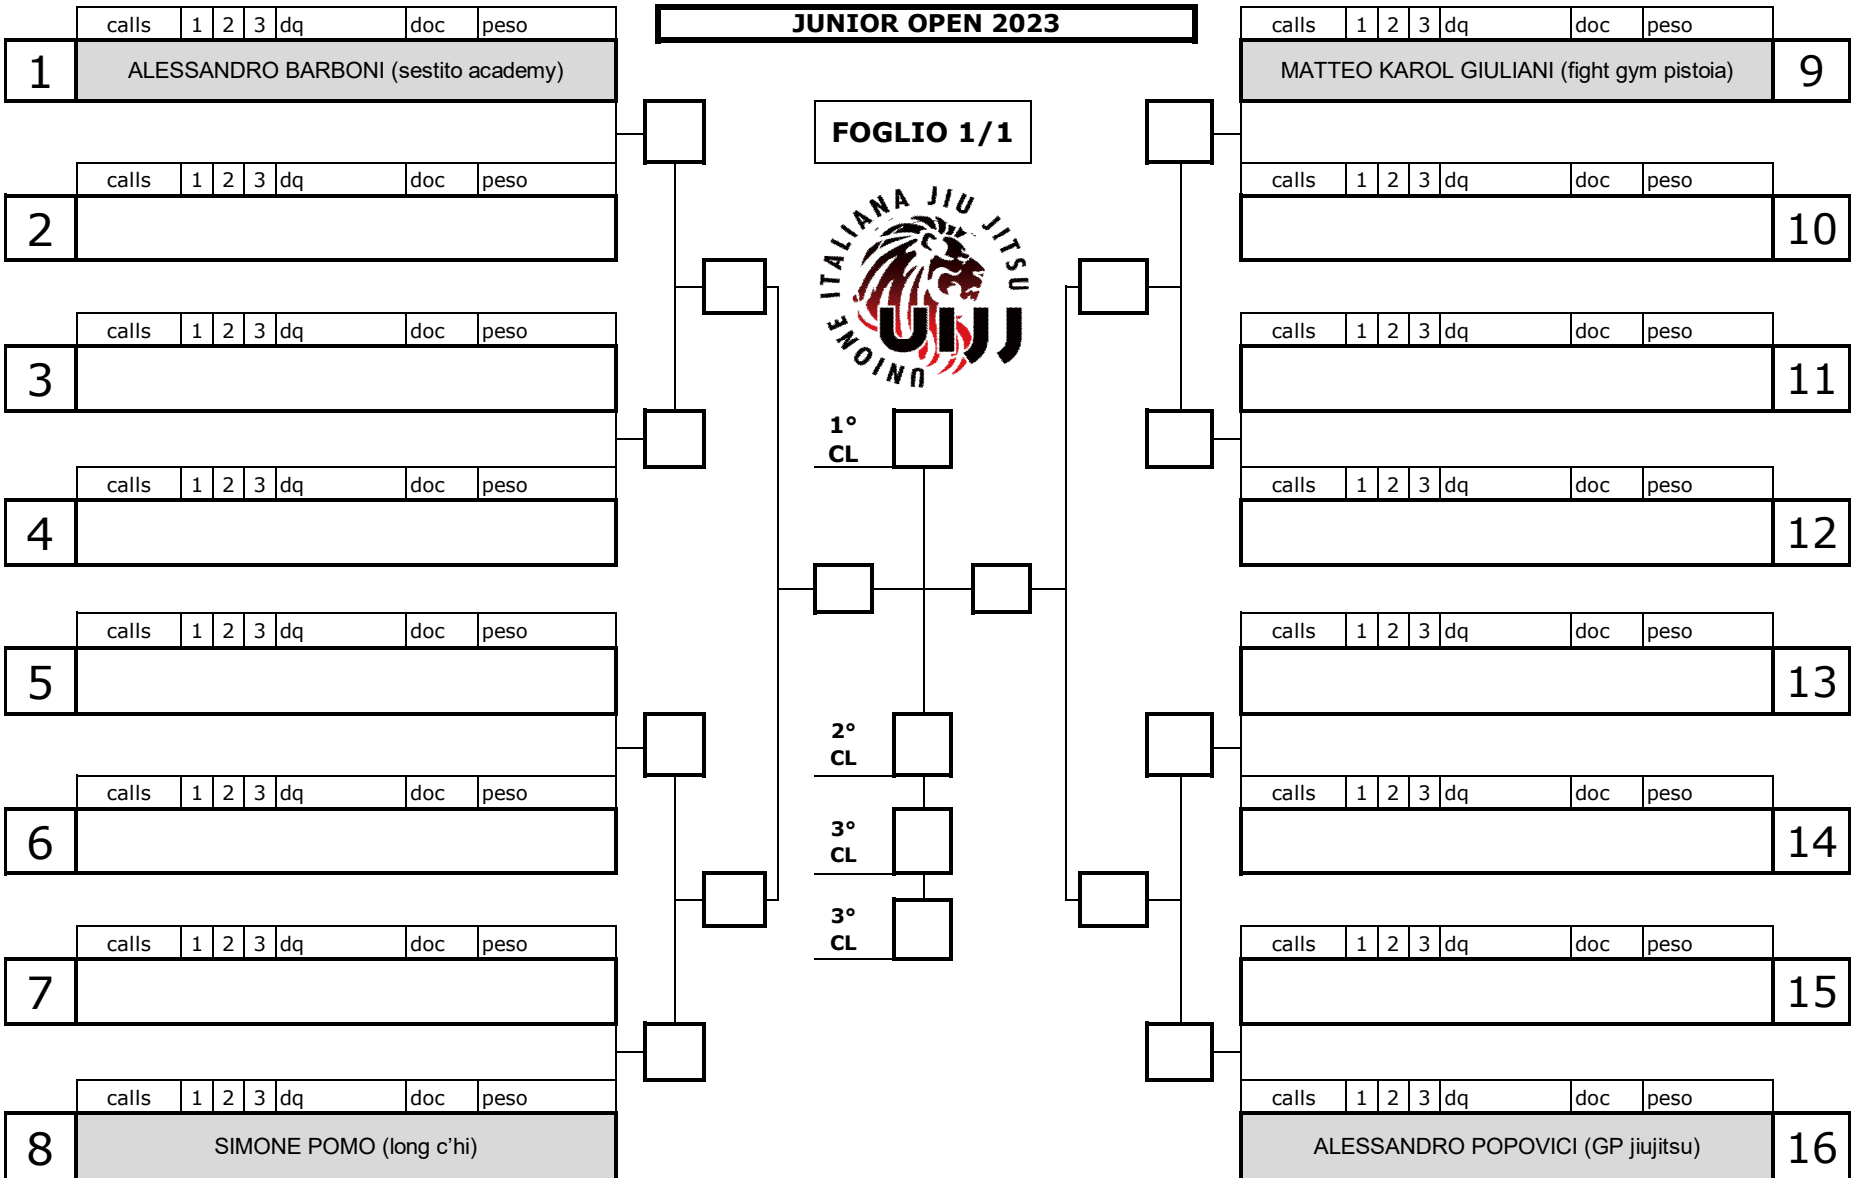 JUNIOR OPEN 2023
calls 1 2 3 dq doc peso
1 ALESSANDRO BARBONI (sestito academy)
calls 1 2 3 dq doc peso
2
calls 1 2 3 dq doc peso
3
calls 1 2 3 dq doc peso
4
calls 1 2 3 dq doc peso
5
calls 1 2 3 dq doc peso
6
calls 1 2 3 dq doc peso
7
calls 1 2 3 dq doc peso
8 SIMONE POMO (long c'hi)
FOGLIO 1/1
UNIONE ITALIANA JIU JITSU
UIJJ
1°
CL
2°
CL
3°
CL
3°
CL
calls 1 2 3 dq doc peso
MATTEO KAROL GIULIANI (fight gym pistoia) 9
calls 1 2 3 dq doc peso
10
calls 1 2 3 dq doc peso
11
calls 1 2 3 dq doc peso
12
calls 1 2 3 dq doc peso
13
calls 1 2 3 dq doc peso
14
calls 1 2 3 dq doc peso
15
calls 1 2 3 dq doc peso
ALESSANDRO POPOVICI (GP jiujitsu) 16